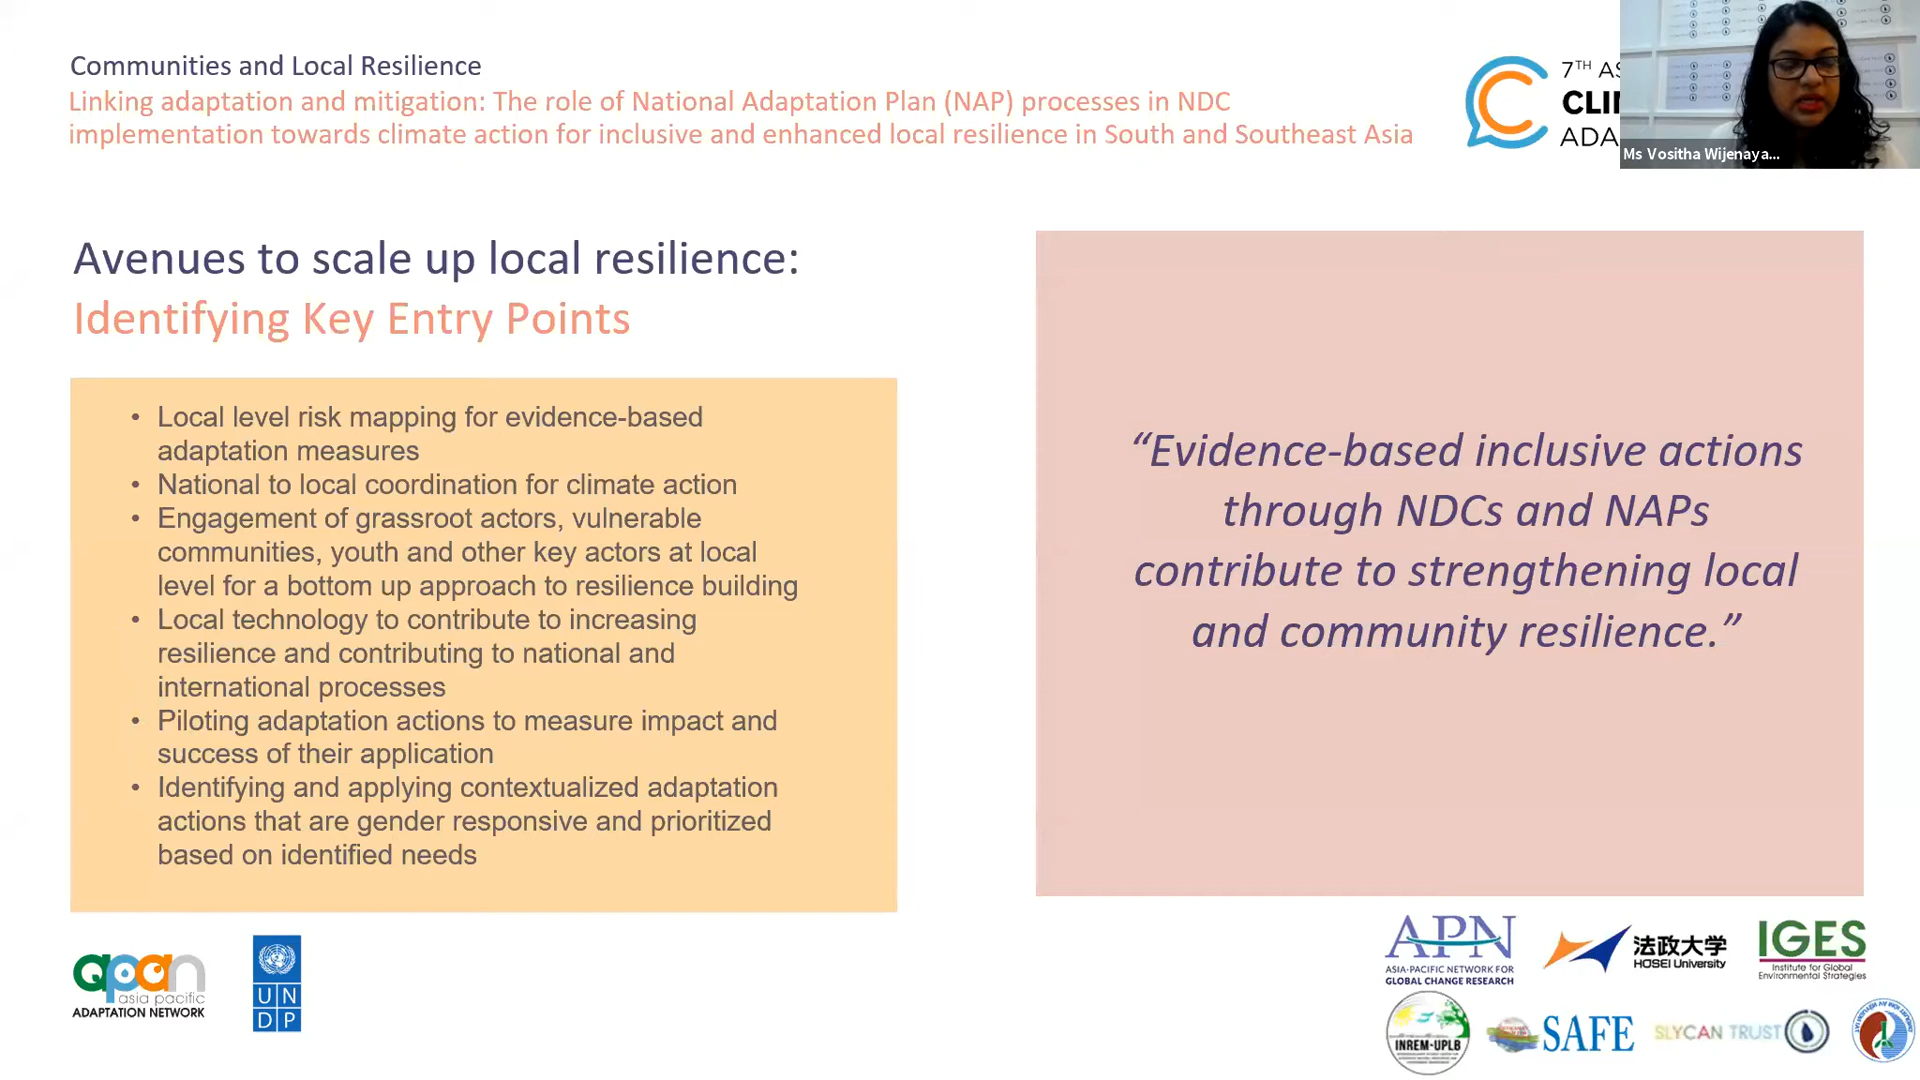 Communities and Local Resilience
Linking adaptation and mitigation: The role of National Adaptation Plan (NAP) processes in NDC
implementation towards climate action for inclusive and enhanced local resilience in South and Southeast Asia
7TH AS
CLI
ADA
Ms Vositha Wijenaya...
Avenues to scale up local resilience:
Identifying Key Entry Points
• Local level risk mapping for evidence-based
adaptation measures
• National to local coordination for climate action
• Engagement of grassroot actors, vulnerable
communities, youth and other key actors at local
level for a bottom up approach to resilience building
• Local technology to contribute to increasing
resilience and contributing to national and
international processes
• Piloting adaptation actions to measure impact and
success of their application
• Identifying and applying contextualized adaptation
actions that are gender responsive and prioritized
based on identified needs
“Evidence-based inclusive actions
through NDCs and NAPs
contribute to strengthening local
and community resilience.”
apan
asia pacific
ADAPTATION NETWORK
UN
DP
APN
ASIA-PACIFIC NETWORK FOR
GLOBAL CHANGE RESEARCH
法政大学
HOSEI University
IGES
Institute for Global
Environmental Strategies
INREM-UPLB
SAFE
SLYCAN TRUST